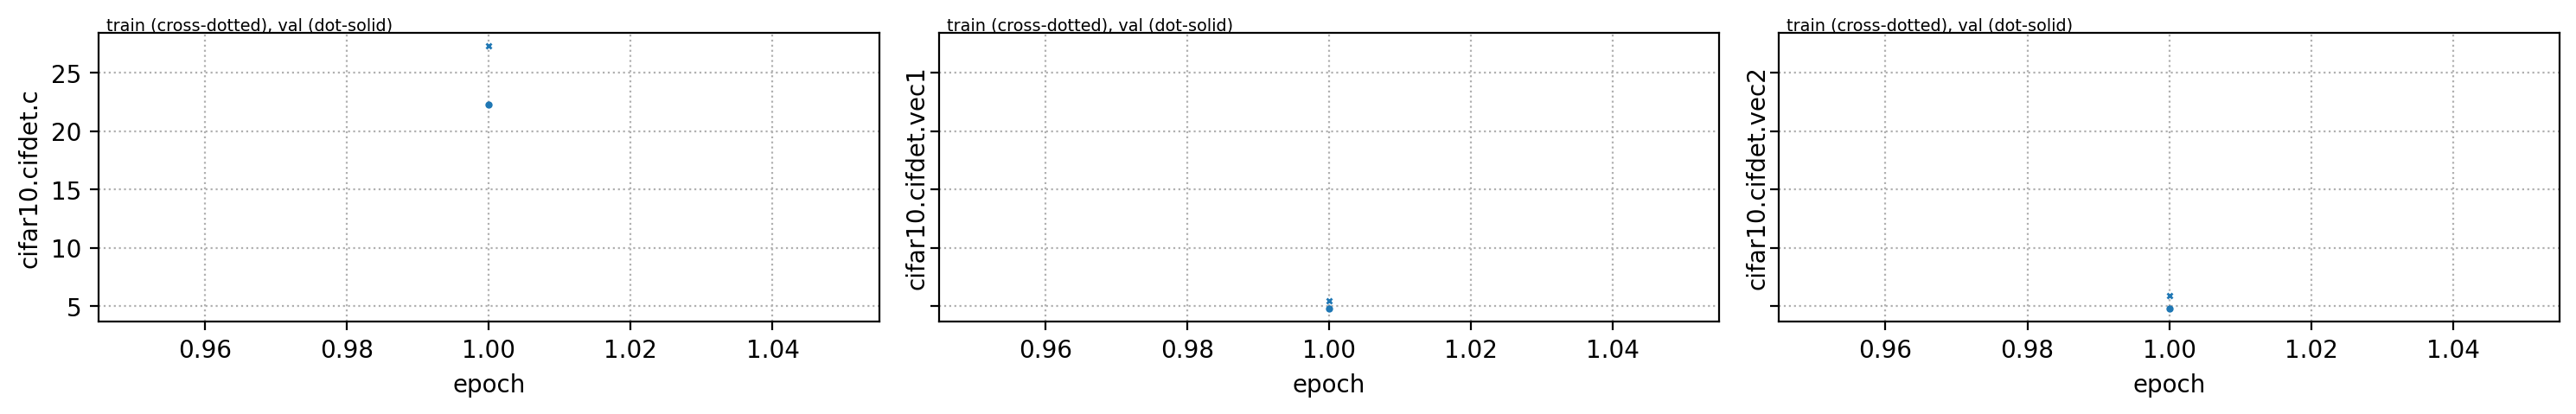 train (cross-dotted), val (dot-solid)
cifar10.cifdet.c
25
20
15
10
5
0.96 0.98 1.00 1.02 1.04
epoch
train (cross-dotted), val (dot-solid)
cifar10.cifdet.vec1
0.96 0.98 1.00 1.02 1.04
epoch
train (cross-dotted), val (dot-solid)
cifar10.cifdet.vec2
0.96 0.98 1.00 1.02 1.04
epoch